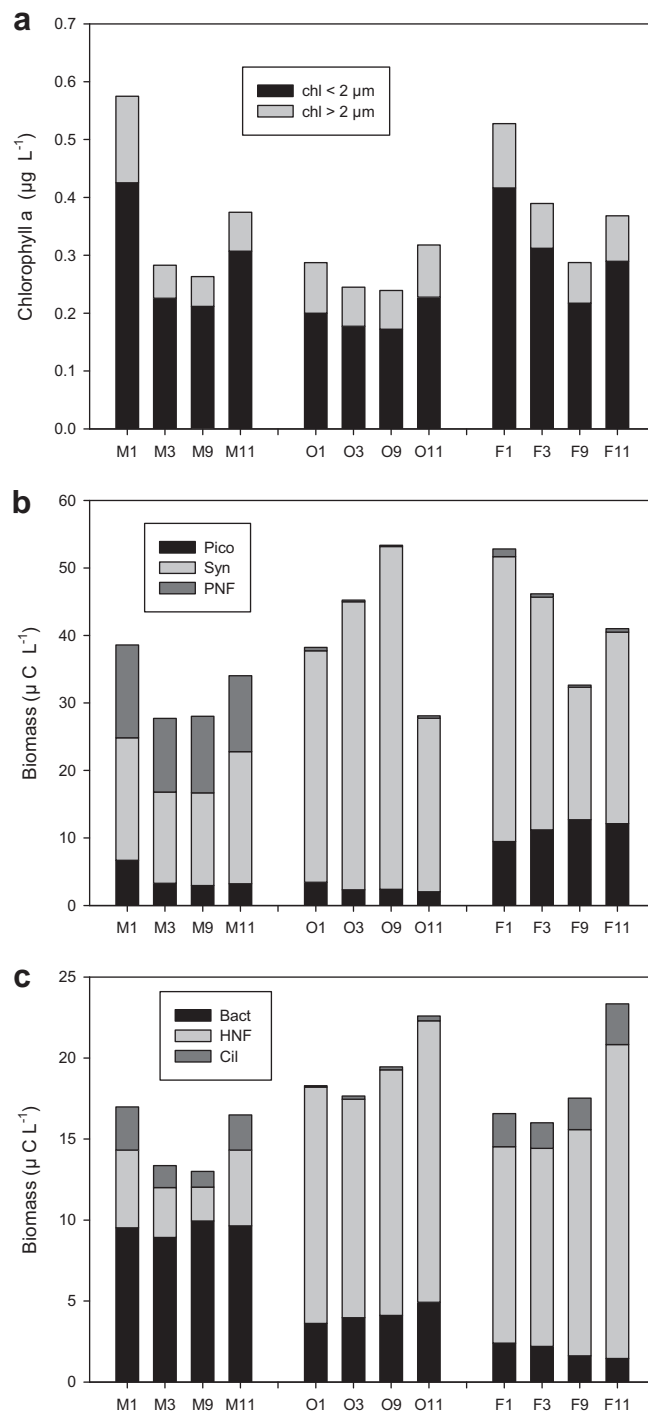 a
0.7
0.6
0.5
0.4
0.3
0.2
0.1
0.0
Chlorophyll a (µg L-1)
chl < 2 µm
chl > 2 µm
M1 M3 M9 M11 O1 O3 O9 O11 F1 F3 F9 F11
b
60
50
40
30
20
10
0
Biomass (µ C L-1)
Pico
Syn
PNF
M1 M3 M9 M11 O1 O3 O9 O11 F1 F3 F9 F11
c
25
20
15
10
5
0
Biomass (µ C L-1)
Bact
HNF
Cil
M1 M3 M9 M11 O1 O3 O9 O11 F1 F3 F9 F11